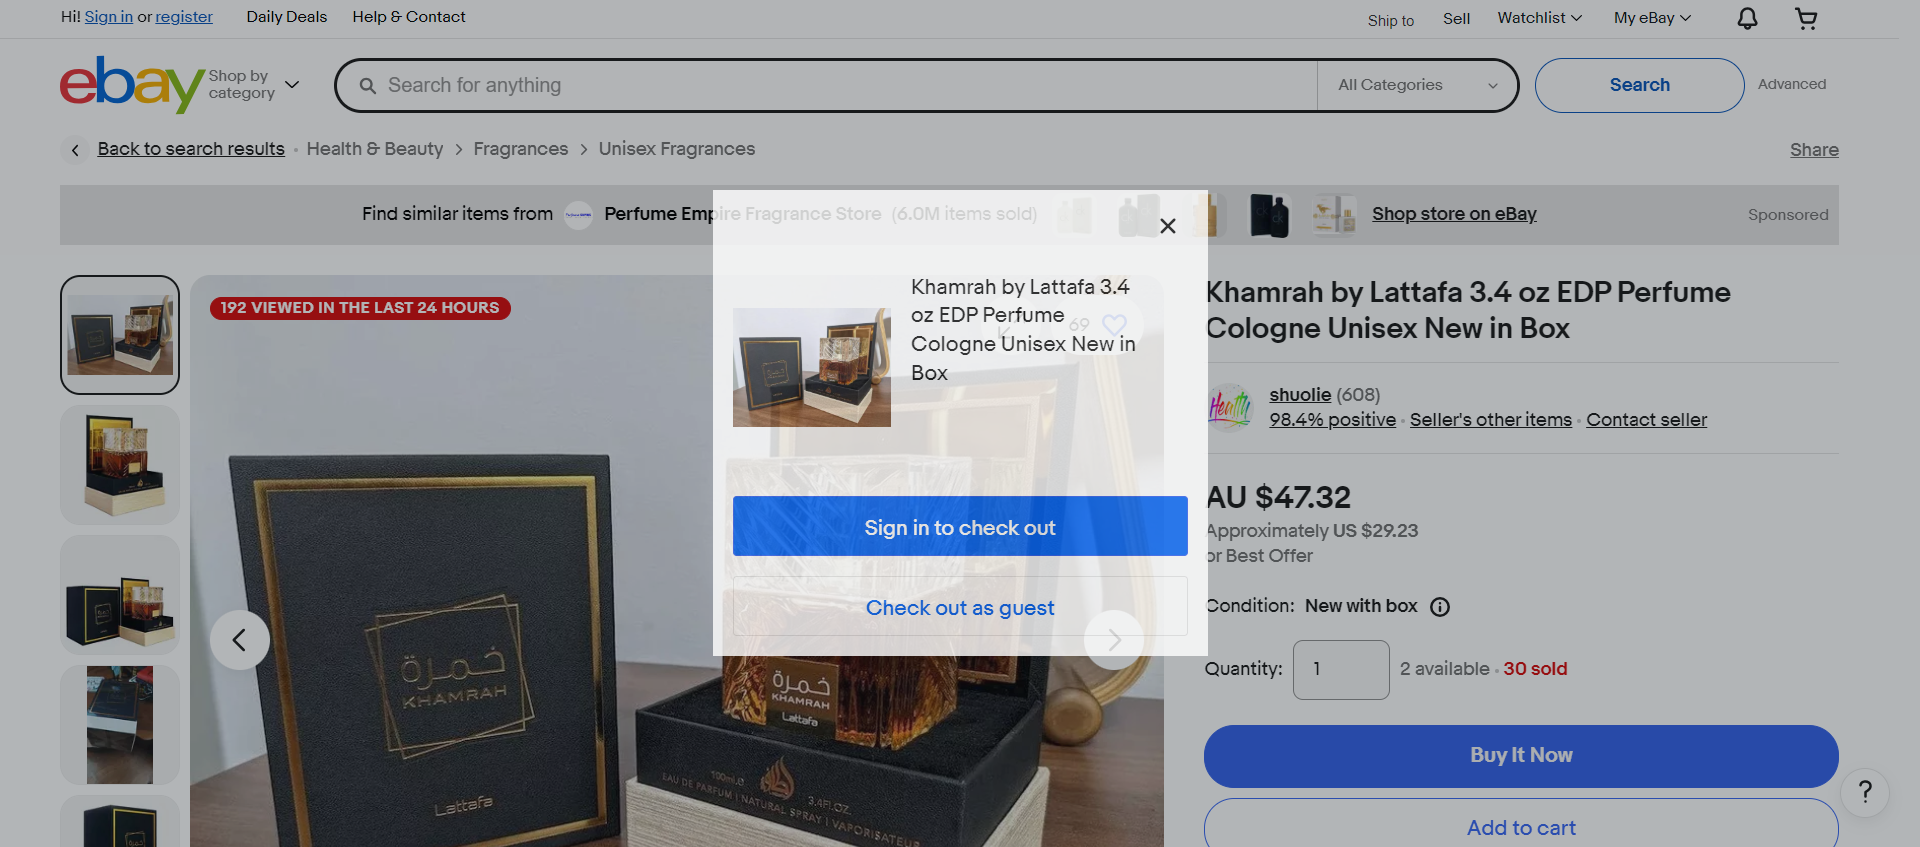 Hi! Sign in or register
Daily Deals
Help & Contact
Ship to
Sell
Watchlist
My eBay
ebay
Shop by category
Search for anything
All Categories
Search
Advanced
Back to search results
Health & Beauty
Fragrances
Unisex Fragrances
Share
Find similar items from
Perfume Empire Fragrance Store (6.0M items sold)
Shop store on eBay
Sponsored
192 VIEWED IN THE LAST 24 HOURS
69
Khamrah by Lattafa 3.4
oz EDP Perfume
Cologne Unisex New in
Box
Sign in to check out
Check out as guest
خمرة
KHAMRAH
Lattafa
خمرة
KHAMRAH
Lattafa
100ml.e
3.4FL.OZ.
EAU DE PARFUM | NATURAL SPRAY | VAPORISATEUR
Khamrah by Lattafa 3.4 oz EDP Perfume
Cologne Unisex New in Box
Health
shuolie (608)
98.4% positive · Seller's other items · Contact seller
AU $47.32
Approximately US $29.23
or Best Offer
Condition: New with box
Quantity: 1 2 available · 30 sold
Buy It Now
Add to cart
?